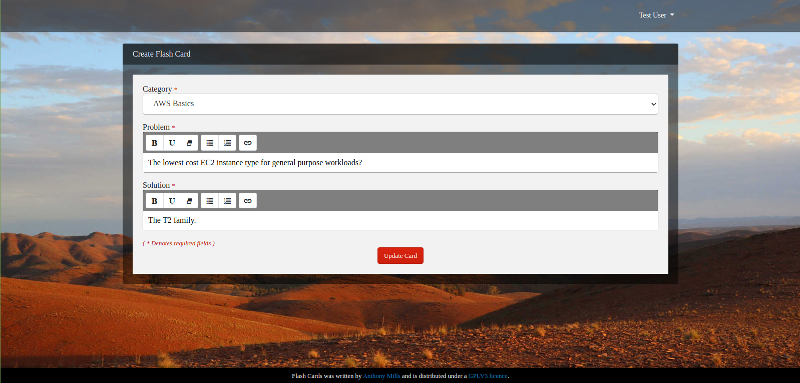 Test User
Create Flash Card
Category *
AWS Basics
Problem *
B U
The lowest cost EC2 instance type for general purpose workloads?
Solution *
B U
The T2 family.
( * Denotes required fields )
Update Card
Flash Cards was written by Anthony Mills and is distributed under a GPLV3 licence.